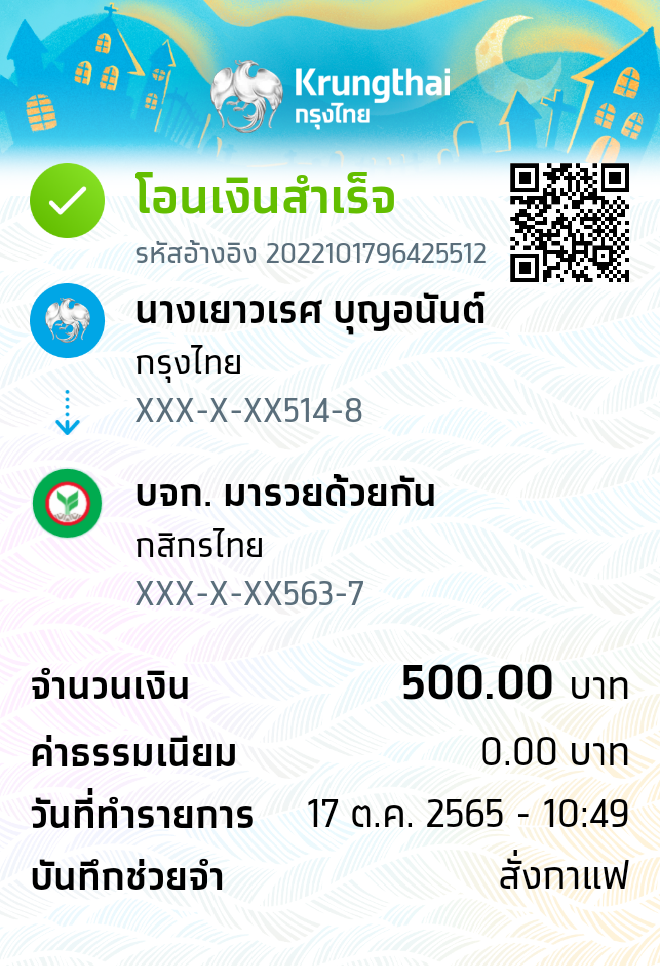 Krungthai
กรุงไทย
โอนเงินสำเร็จ
รหัสอ้างอิง 2022101796425512
นางเยาวเรศ บุญอนันต์
กรุงไทย
XXX-X-XX514-8
บจก. มารวยด้วยกัน
กสิกรไทย
XXX-X-XX563-7
จำนวนเงิน 500.00 บาท
ค่าธรรมเนียม 0.00 บาท
วันที่ทำรายการ 17 ต.ค. 2565 - 10:49
บันทึกช่วยจำ สั่งกาแฟ